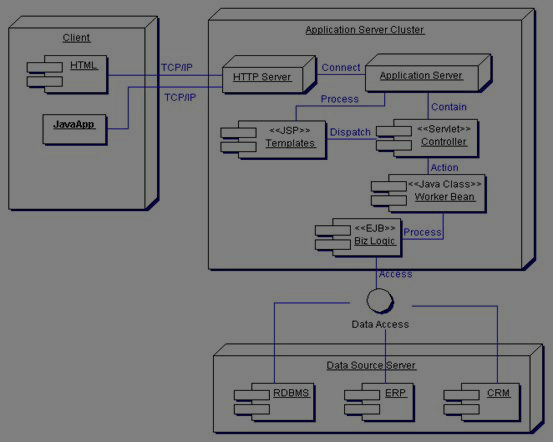 Client
HTML
JavaApp
TCP/IP
TCP/IP
Application Server Cluster
HTTP Server
Connect
Application Server
Process
Contain
<<JSP>>
Templates
Dispatch
<<Servlet>>
Controller
Action
<<Java Class>>
Worker Bean
<<EJB>>
Biz Logic
Process
Access
Data Access
Data Source Server
RDBMS
ERP
CRM